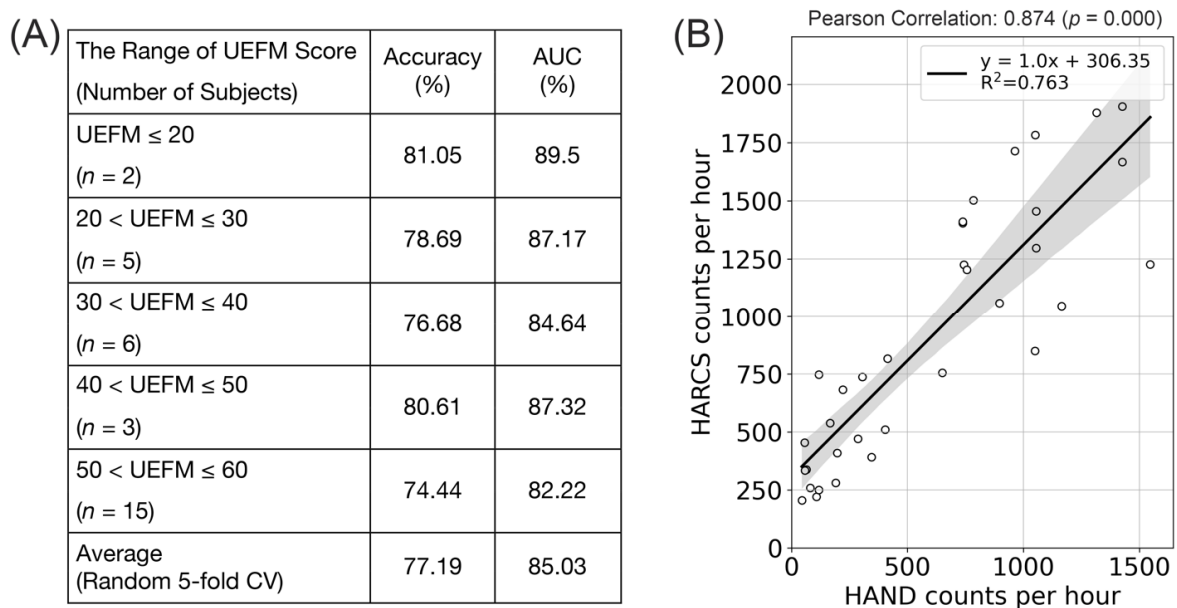 (A)
The Range of UEFM Score
(Number of Subjects)
Accuracy
(%)
AUC
(%)
UEFM ≤ 20
(n = 2)
81.05
89.5
20 < UEFM ≤ 30
(n = 5)
78.69
87.17
30 < UEFM ≤ 40
(n = 6)
76.68
84.64
40 < UEFM ≤ 50
(n = 3)
80.61
87.32
50 < UEFM ≤ 60
(n = 15)
74.44
82.22
Average
(Random 5-fold CV)
77.19
85.03
(B)
Pearson Correlation: 0.874 (p = 0.000)
y = 1.0x + 306.35
R²=0.763
HARCS counts per hour
2000
1750
1500
1250
1000
750
500
250
0
0 500 1000 1500
HAND counts per hour